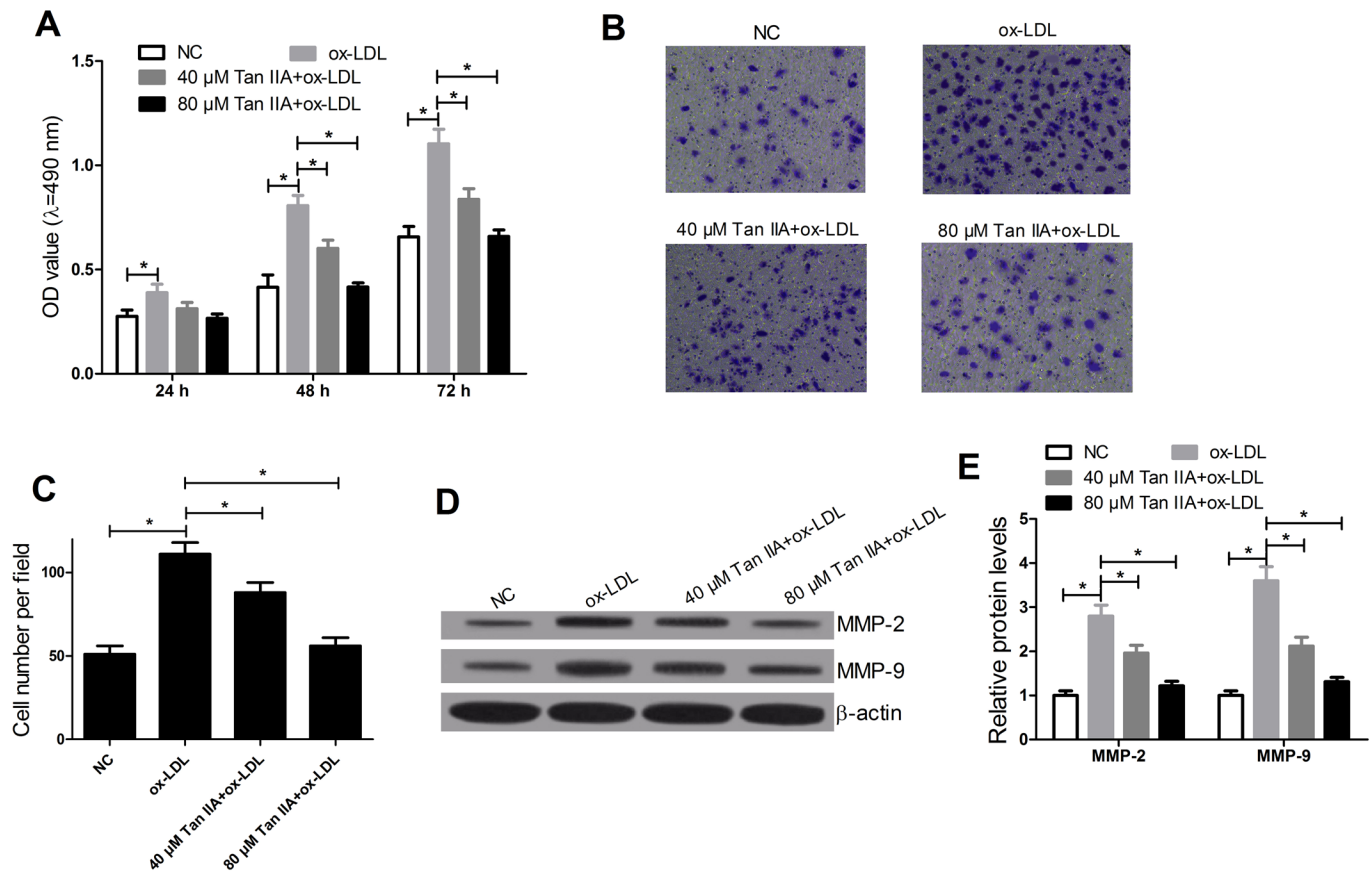 A
NC
ox-LDL
40 µM Tan IIA+ox-LDL
80 µM Tan IIA+ox-LDL
OD value (λ=490 nm)
1.5
1.0
0.5
0.0
*
*
*
*
*
*
*
24 h
48 h
72 h
B
NC
ox-LDL
40 µM Tan IIA+ox-LDL
80 µM Tan IIA+ox-LDL
C
Cell number per field
100
50
0
*
*
*
NC
ox-LDL
40 µM Tan IIA+ox-LDL
80 µM Tan IIA+ox-LDL
D
NC
ox-LDL
40 µM Tan IIA+ox-LDL
80 µM Tan IIA+ox-LDL
MMP-2
MMP-9
β-actin
E
NC
ox-LDL
40 µM Tan IIA+ox-LDL
80 µM Tan IIA+ox-LDL
Relative protein levels
5
4
3
2
1
0
*
*
*
*
*
*
MMP-2
MMP-9